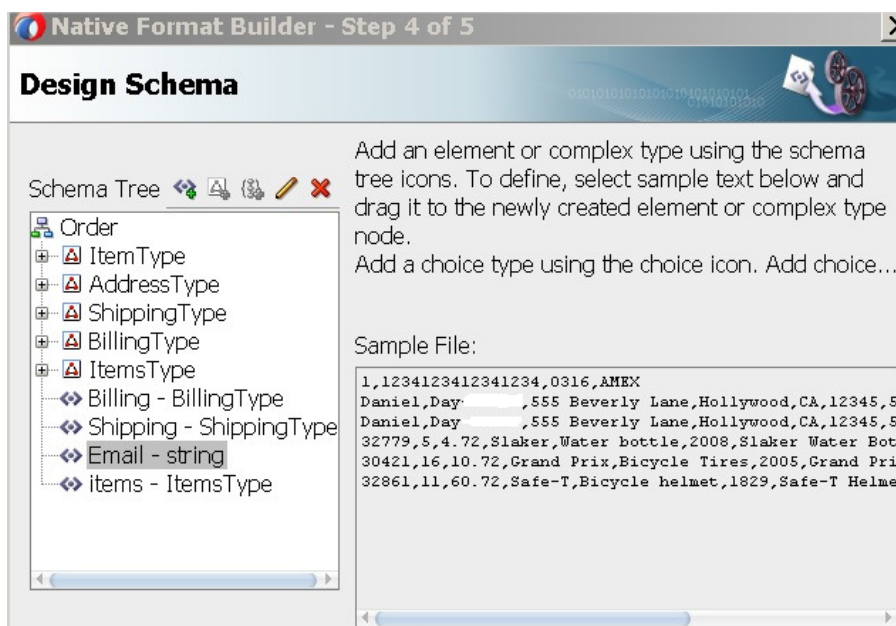 Native Format Builder - Step 4 of 5
Design Schema
Schema Tree
Order
ItemType
AddressType
ShippingType
BillingType
ItemsType
Billing - BillingType
Shipping - ShippingType
Email - string
items - ItemsType
Add an element or complex type using the schema
tree icons. To define, select sample text below and
drag it to the newly created element or complex type
node.
Add a choice type using the choice icon. Add choice...
Sample File:
1,1234123412341234,0316,AMEX
Daniel,Day ,555 Beverly Lane,Hollywood,CA,12345,5
Daniel,Day ,555 Beverly Lane,Hollywood,CA,12345,5
32779,5,4.72,Slaker,Water bottle,2008,Slaker Water Bot
30421,16,10.72,Grand Prix,Bicycle Tires,2005,Grand Pri
32861,11,60.72,Safe-T,Bicycle helmet,1829,Safe-T Helme